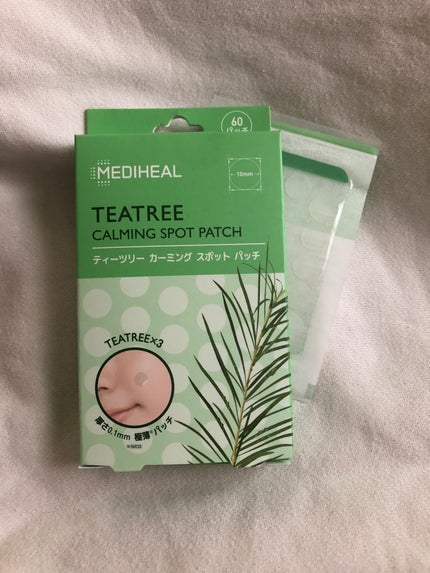 60
パッチ
MEDIHEAL
10mm
TEATREE
CALMING SPOT PATCH
ティーツリー カーミング スポット パッチ
TEATREE×3
厚さ0.1mm 極薄*パッチ